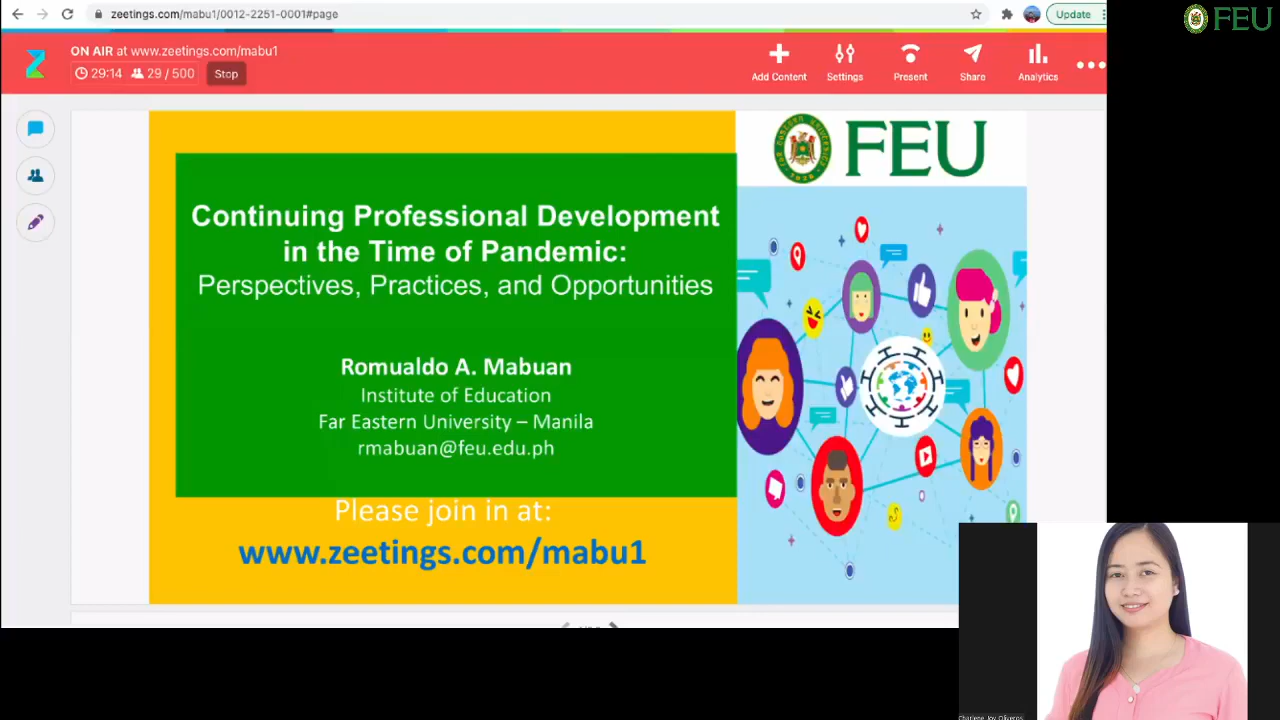 zeetings.com/mabu1/0012-2251-0001#page
Update
FEU
ON AIR at www.zeetings.com/mabu1
29:14 29 / 500 Stop
Add Content Settings Present Share Analytics
FEU
Continuing Professional Development
in the Time of Pandemic:
Perspectives, Practices, and Opportunities
Romualdo A. Mabuan
Institute of Education
Far Eastern University – Manila
rmabuan@feu.edu.ph
Please join in at:
www.zeetings.com/mabu1
Charlene Joy Oliveros